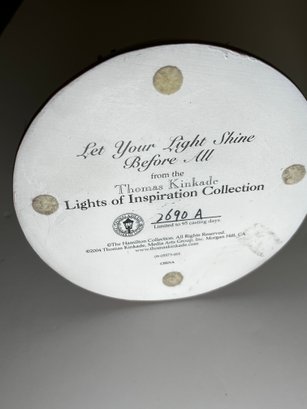 Let Your Light Shine
Before All
from the
Thomas Kinkade
Lights of Inspiration Collection
2690 A
Limited to 95 casting days.
©The Hamilton Collection. All Rights Reserved.
©2004 Thomas Kinkade, Media Arts Group, Inc. Morgan Hill, CA
www.thomaskinkade.com
CHINA